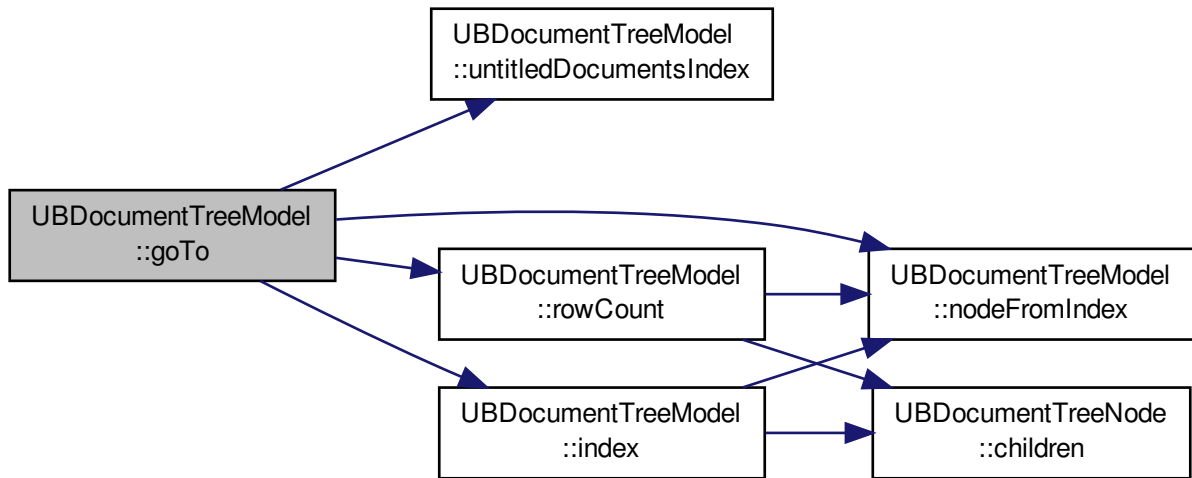 UBDocumentTreeModel
::untitledDocumentsIndex
UBDocumentTreeModel
::goTo
UBDocumentTreeModel
::rowCount
UBDocumentTreeModel
::nodeFromIndex
UBDocumentTreeModel
::index
UBDocumentTreeNode
::children